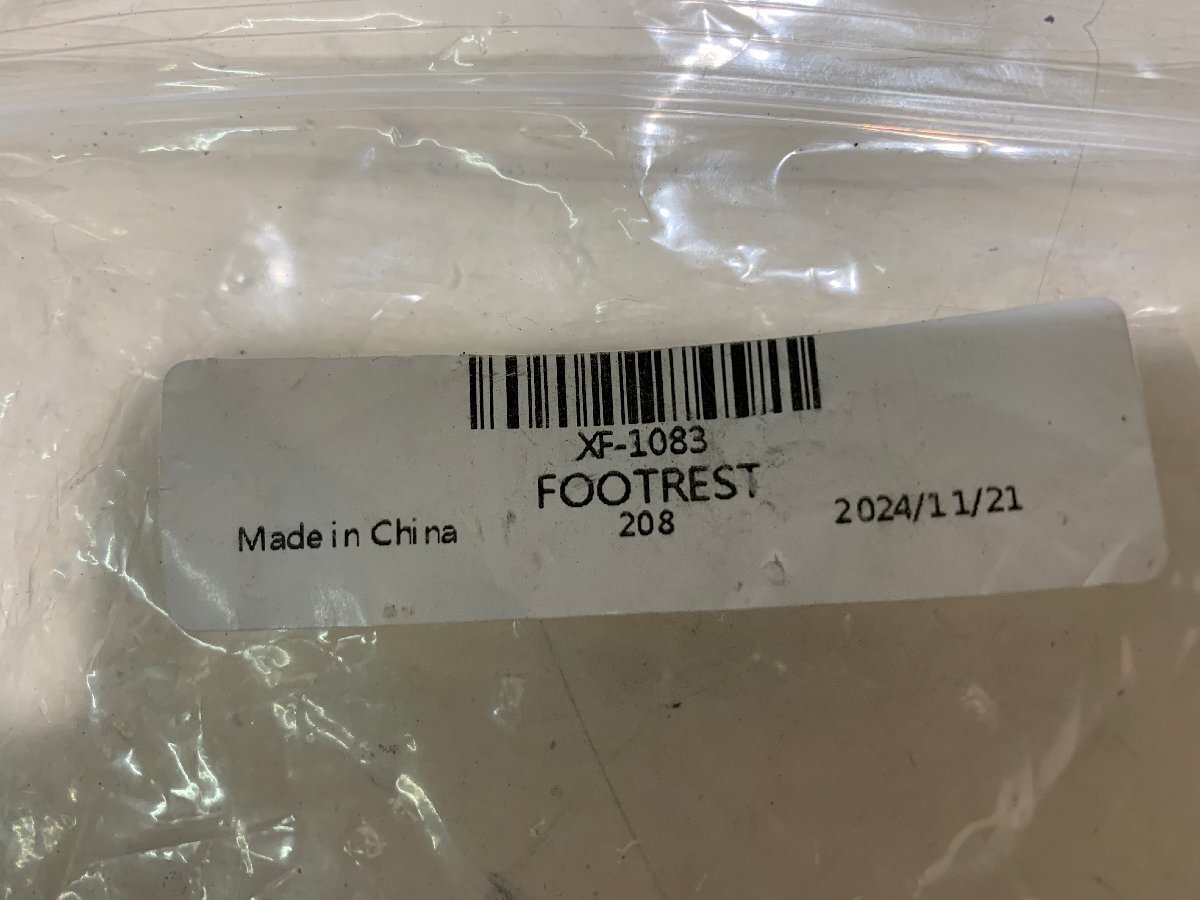 XF-1083
FOOTREST
208
Made in China
2024/11/21